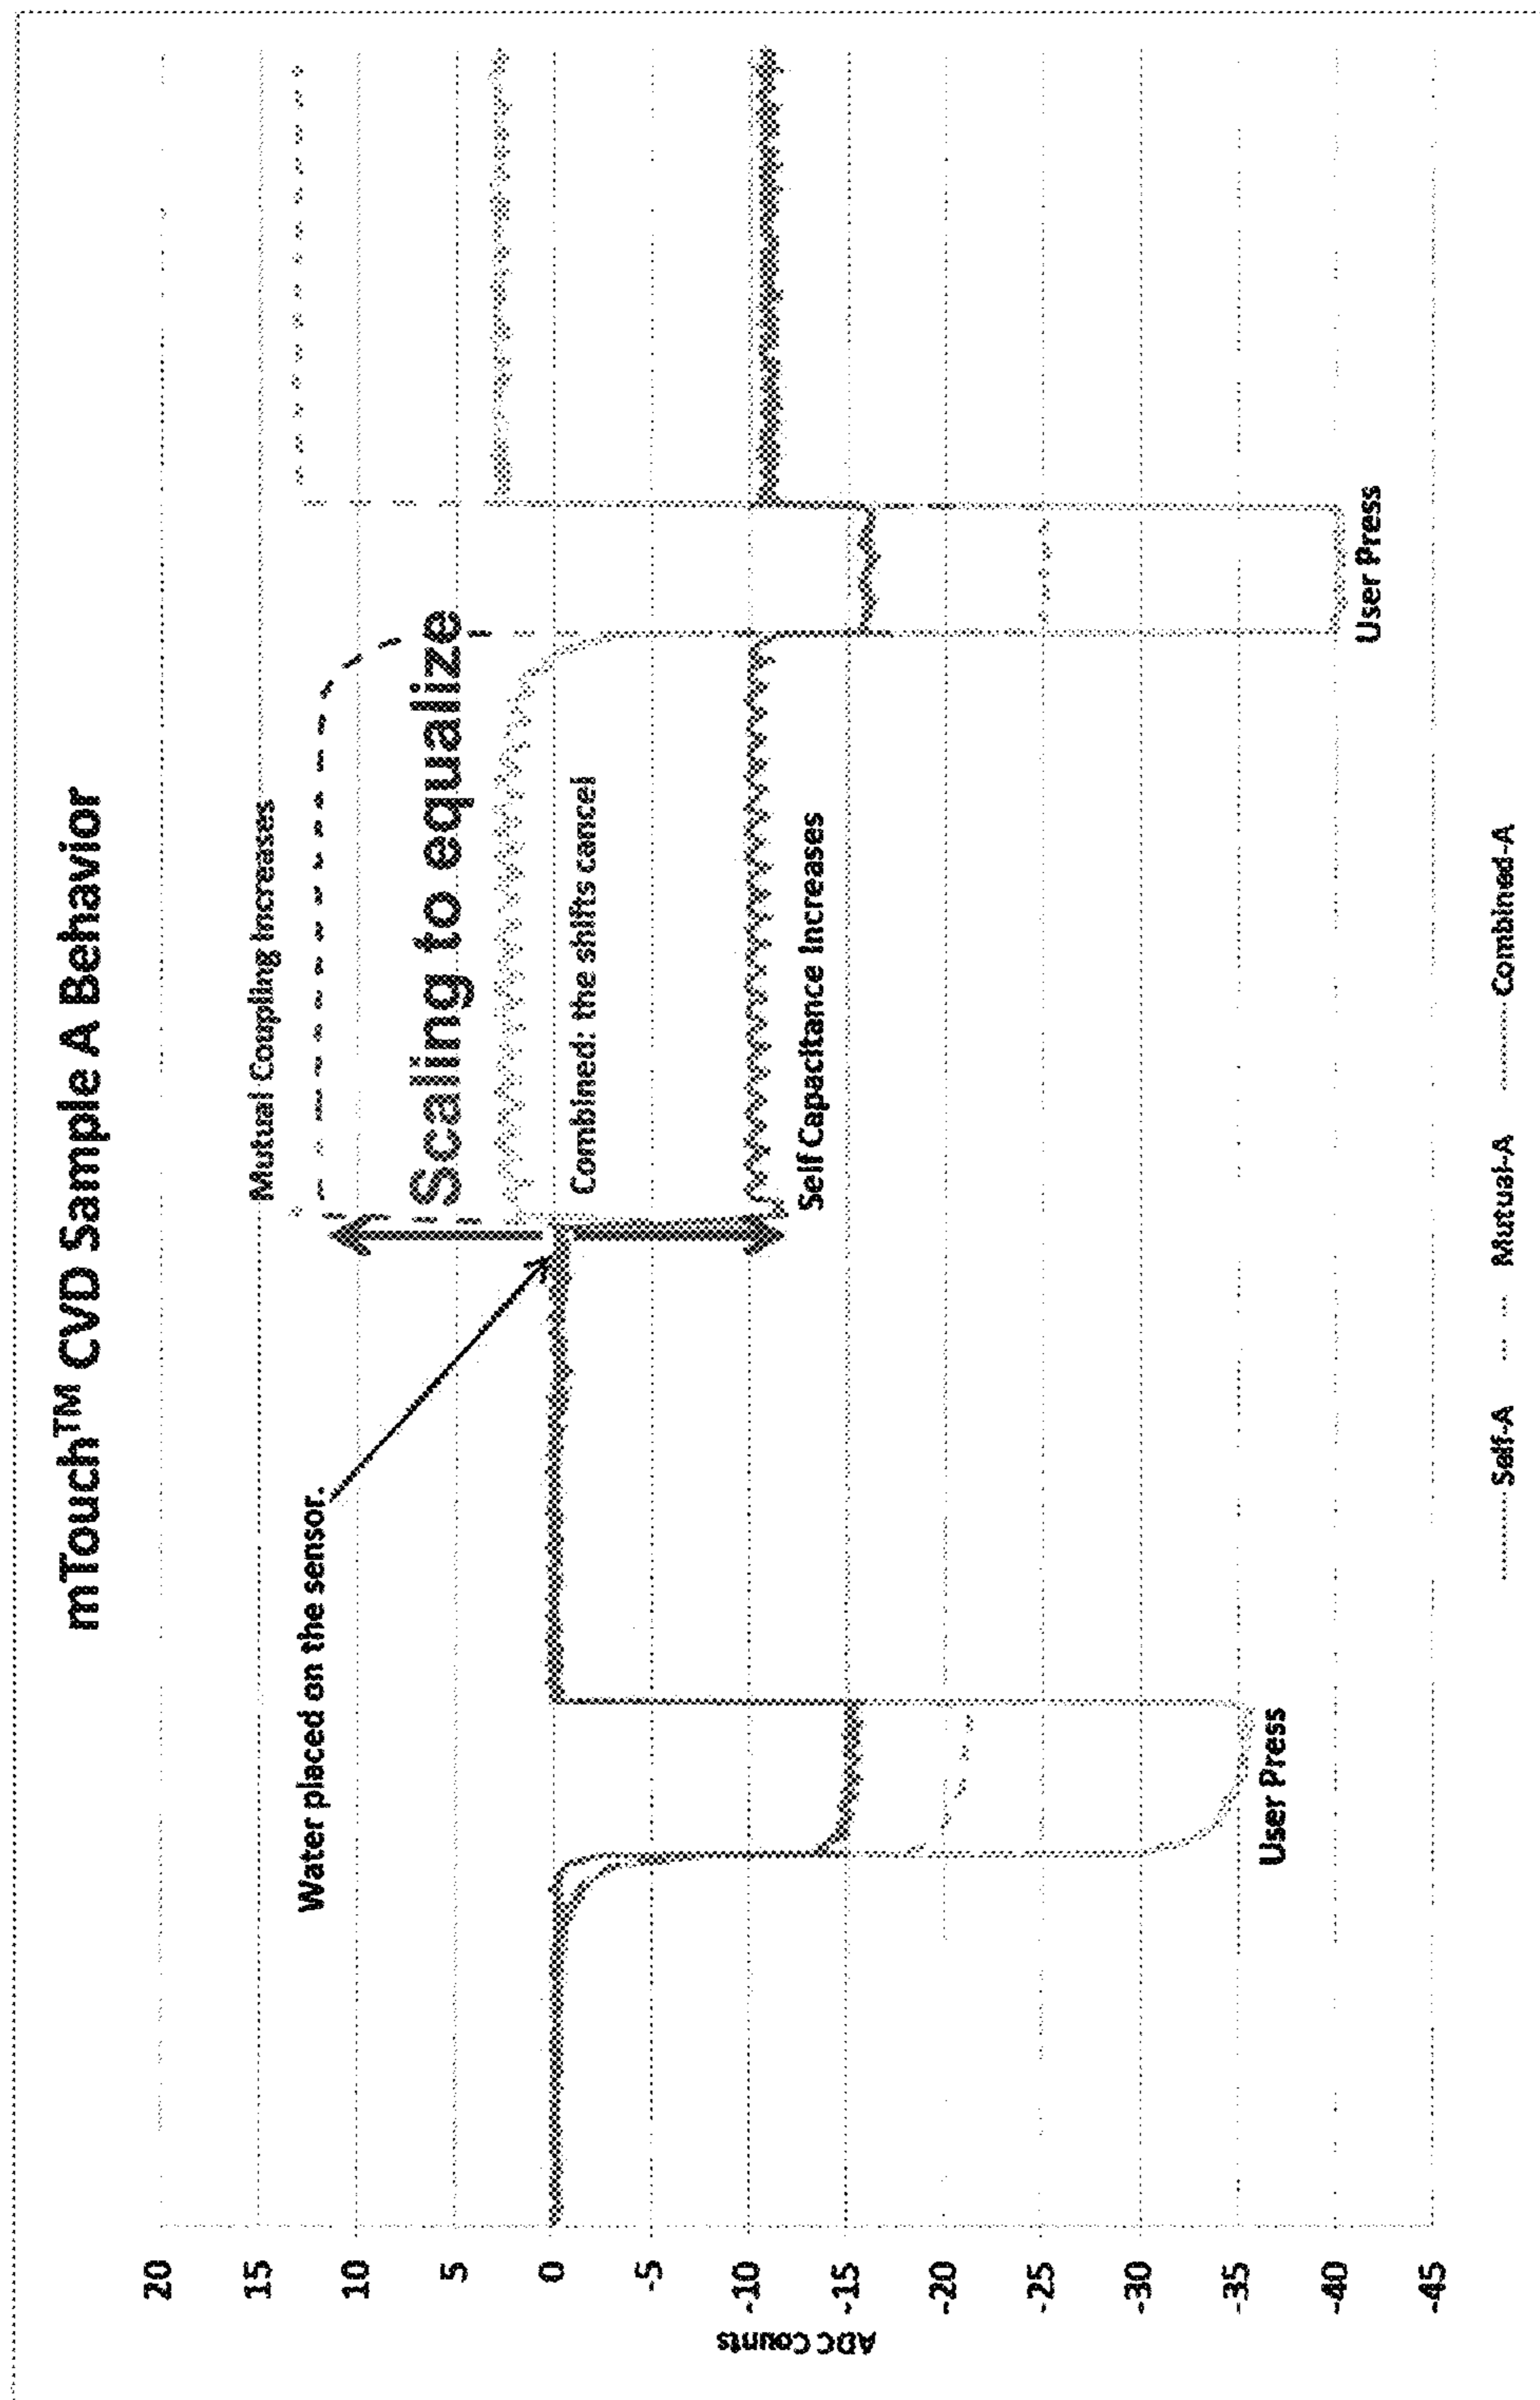 mTouch™ CVD Sample A Behavior
20
15
10
5
0
-5
-10
-15
-20
-25
-30
-35
-40
-45
ADC Counts
Mutual Coupling Increases
Water placed on the sensor.
Scaling to equalize
Combined: the shifts cancel
Self Capacitance Increases
User Press
User Press
Self-A
Mutual-A
Combined-A